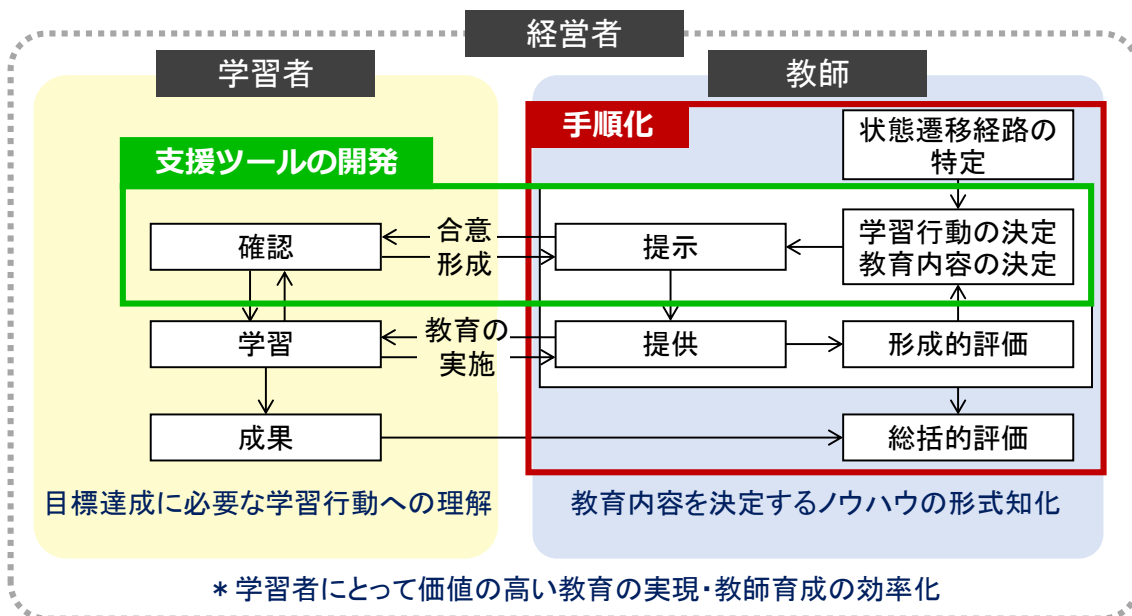 経営者
学習者
教師
手順化
状態遷移経路の
特定
支援ツールの開発
確認
合意
形成
提示
学習行動の決定
教育内容の決定
学習
教育の
実施
提供
形成的評価
成果
総括的評価
目標達成に必要な学習行動への理解
教育内容を決定するノウハウの形式知化
＊学習者にとって価値の高い教育の実現・教師育成の効率化